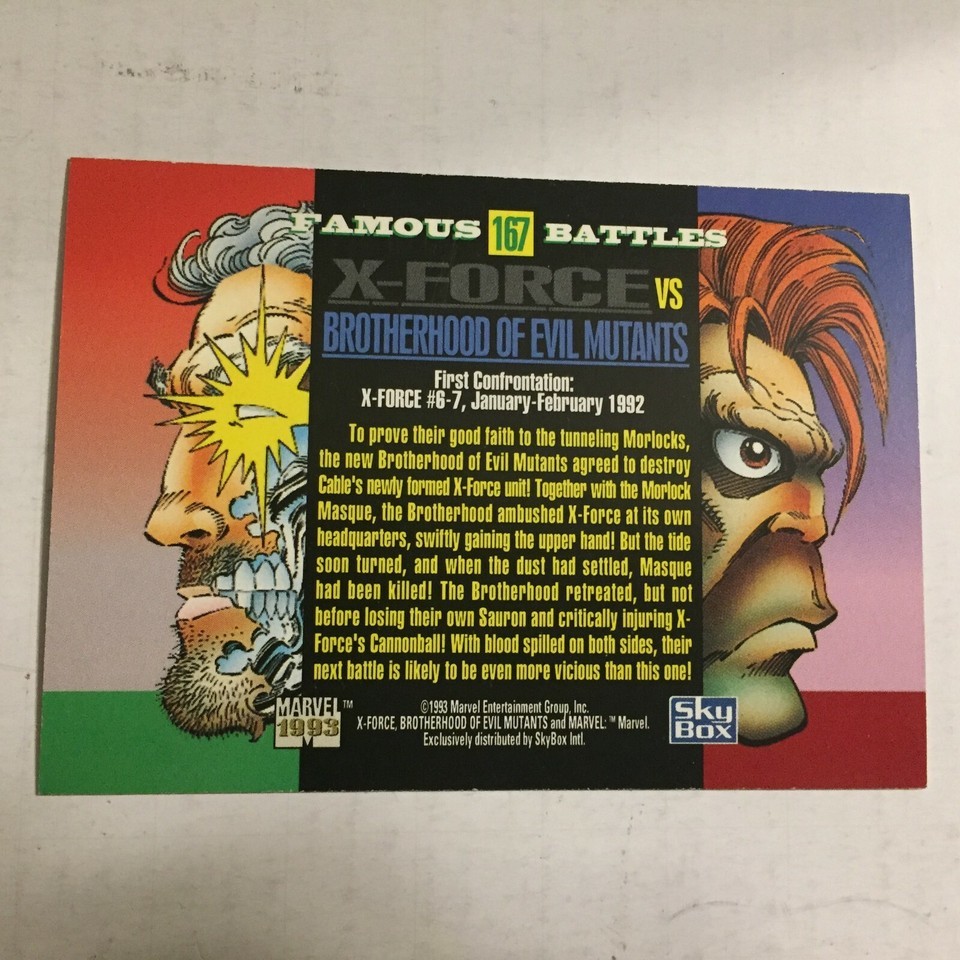 FAMOUS 167 BATTLES
X-FORCE VS
BROTHERHOOD OF EVIL MUTANTS
First Confrontation:
X-FORCE #6-7, January-February 1992
To prove their good faith to the tunneling Morlocks,
the new Brotherhood of Evil Mutants agreed to destroy
Cable's newly formed X-Force unit! Together with the Morlock
Masque, the Brotherhood ambushed X-Force at its own
headquarters, swiftly gaining the upper hand! But the tide
soon turned, and when the dust had settled, Masque
had been killed! The Brotherhood retreated, but not
before losing their own Sauron and critically injuring X-
Force's Cannonball! With blood spilled on both sides, their
next battle is likely to be even more vicious than this one!
MARVEL™
1993
©1993 Marvel Entertainment Group, Inc.
X-FORCE, BROTHERHOOD OF EVIL MUTANTS and MARVEL: ™ Marvel.
Exclusively distributed by SkyBox Intl.
Sky
Box